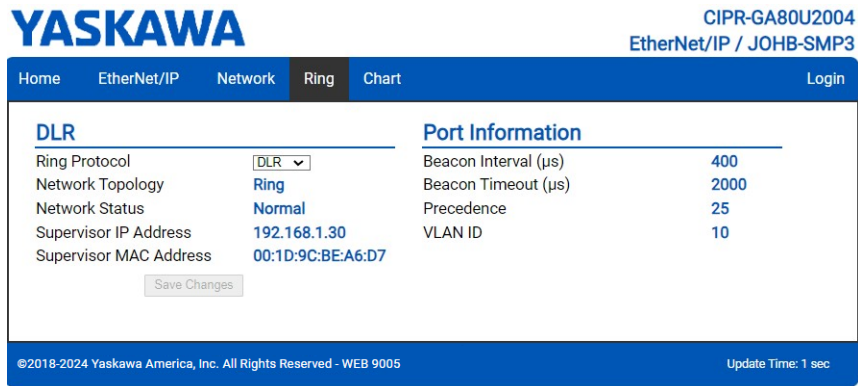 YASKAWA
CIPR-GA80U2004
EtherNet/IP / JOHB-SMP3
Home EtherNet/IP Network Ring Chart Login
DLR
Ring Protocol DLR
Network Topology Ring
Network Status Normal
Supervisor IP Address 192.168.1.30
Supervisor MAC Address 00:1D:9C:BE:A6:D7
Save Changes
Port Information
Beacon Interval (µs) 400
Beacon Timeout (µs) 2000
Precedence 25
VLAN ID 10
©2018-2024 Yaskawa America, Inc. All Rights Reserved - WEB 9005
Update Time: 1 sec